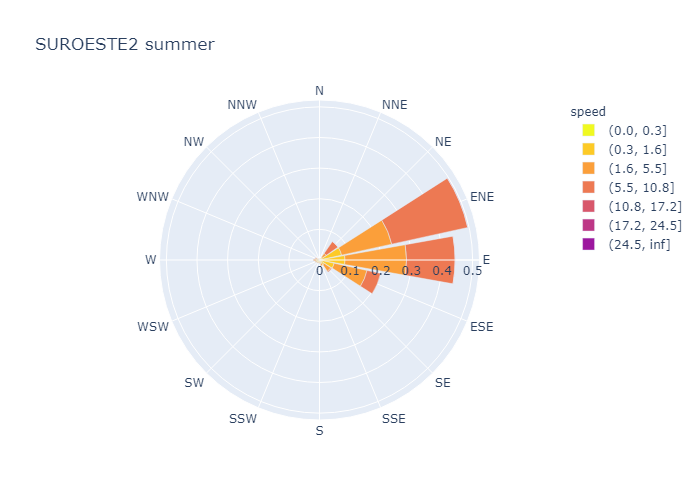 SUROESTE2 summer
N
NNE
NE
ENE
E
ESE
SE
SSE
S
SSW
SW
WSW
W
WNW
NW
NNW
0 0.1 0.2 0.3 0.4 0.5
speed
(0.0, 0.3]
(0.3, 1.6]
(1.6, 5.5]
(5.5, 10.8]
(10.8, 17.2]
(17.2, 24.5]
(24.5, inf]